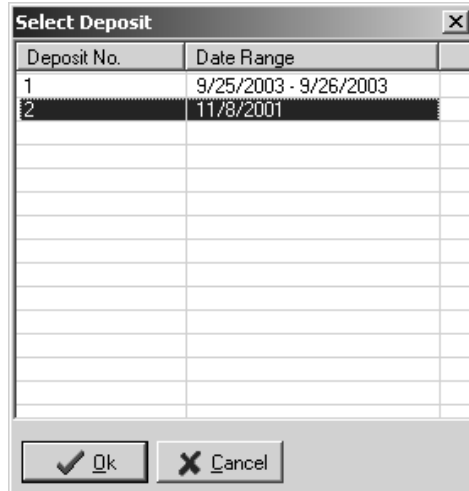 Select Deposit
Deposit No. Date Range
1 9/25/2003 - 9/26/2003
2 11/8/2001
Ok Cancel